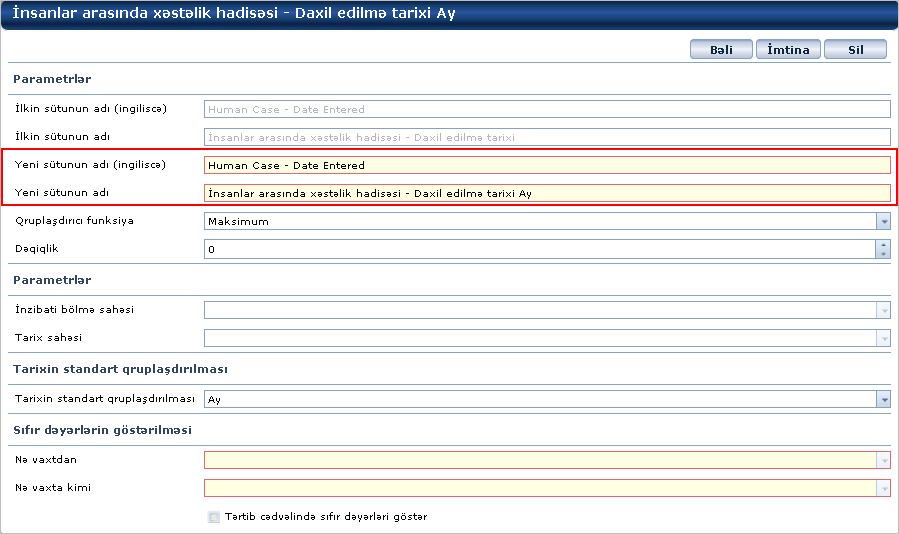 İnsanlar arasında xəstəlik hadisəsi - Daxil edilmə tarixi Ay
Bəli İmtina Sil
Parametrlər
İlkin sütunun adı (ingiliscə) Human Case - Date Entered
İlkin sütunun adı İnsanlar arasında xəstəlik hadisəsi - Daxil edilmə tarixi
Yeni sütunun adı (ingiliscə) Human Case - Date Entered
Yeni sütunun adı İnsanlar arasında xəstəlik hadisəsi - Daxil edilmə tarixi Ay
Qruplaşdırıcı funksiya Maksimum
Dəqiqlik 0
Parametrlər
İnzibati bölmə sahəsi
Tarix sahəsi
Tarixin standart qruplaşdırılması
Tarixin standart qruplaşdırılması Ay
Sıfır dəyərlərin göstərilməsi
Nə vaxtdan
Nə vaxta kimi
Tərtib cədvəlində sıfır dəyərləri göstər